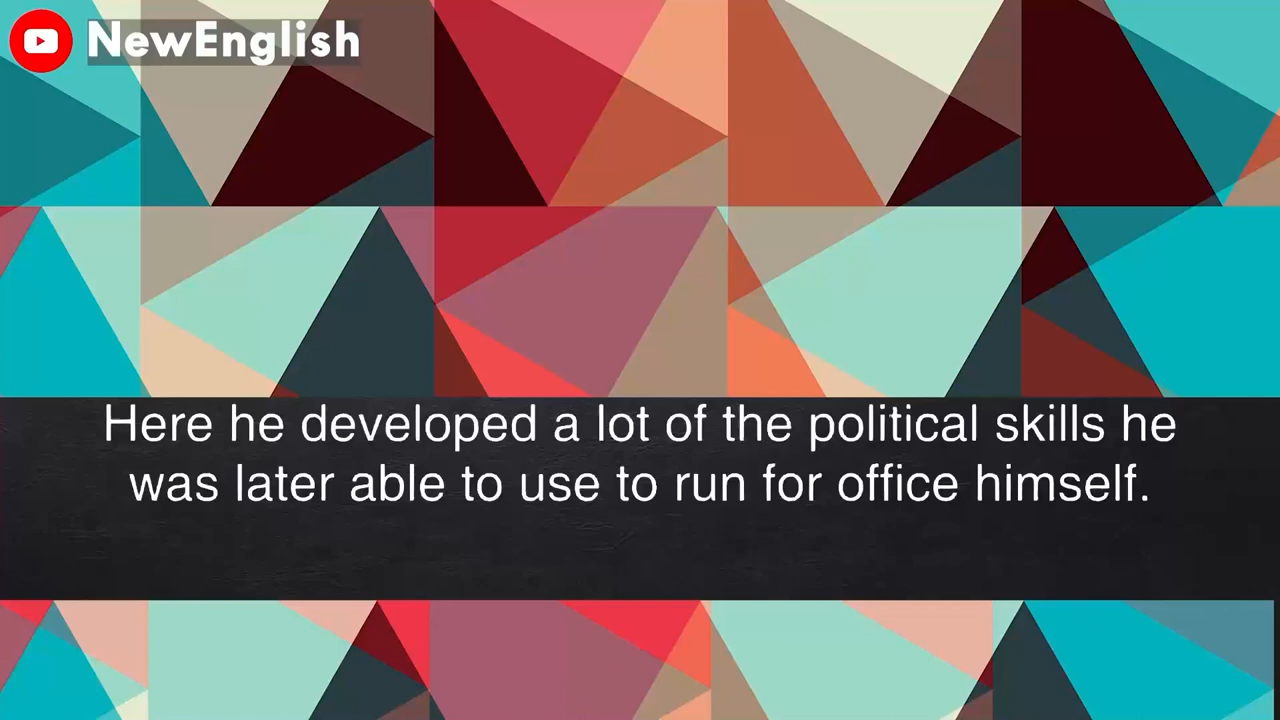 NewEnglish
Here he developed a lot of the political skills he
was later able to use to run for office himself.